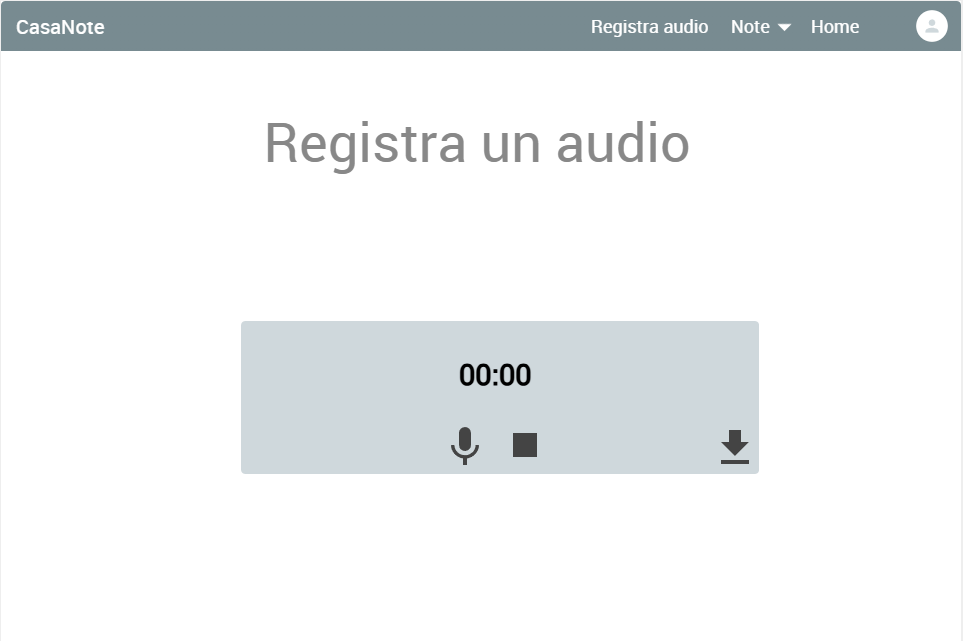 CasaNote
Registra audio
Note
Home
Registra un audio
00:00